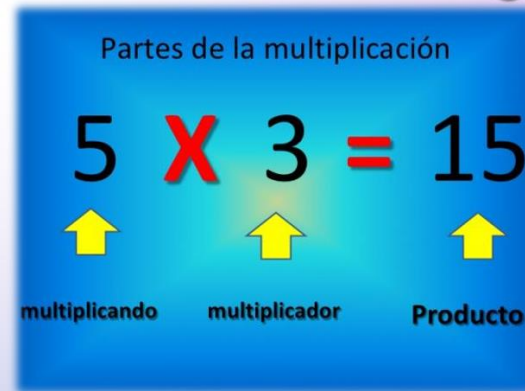 Partes de la multiplicación
5 X 3 = 15
multiplicando multiplicador Producto